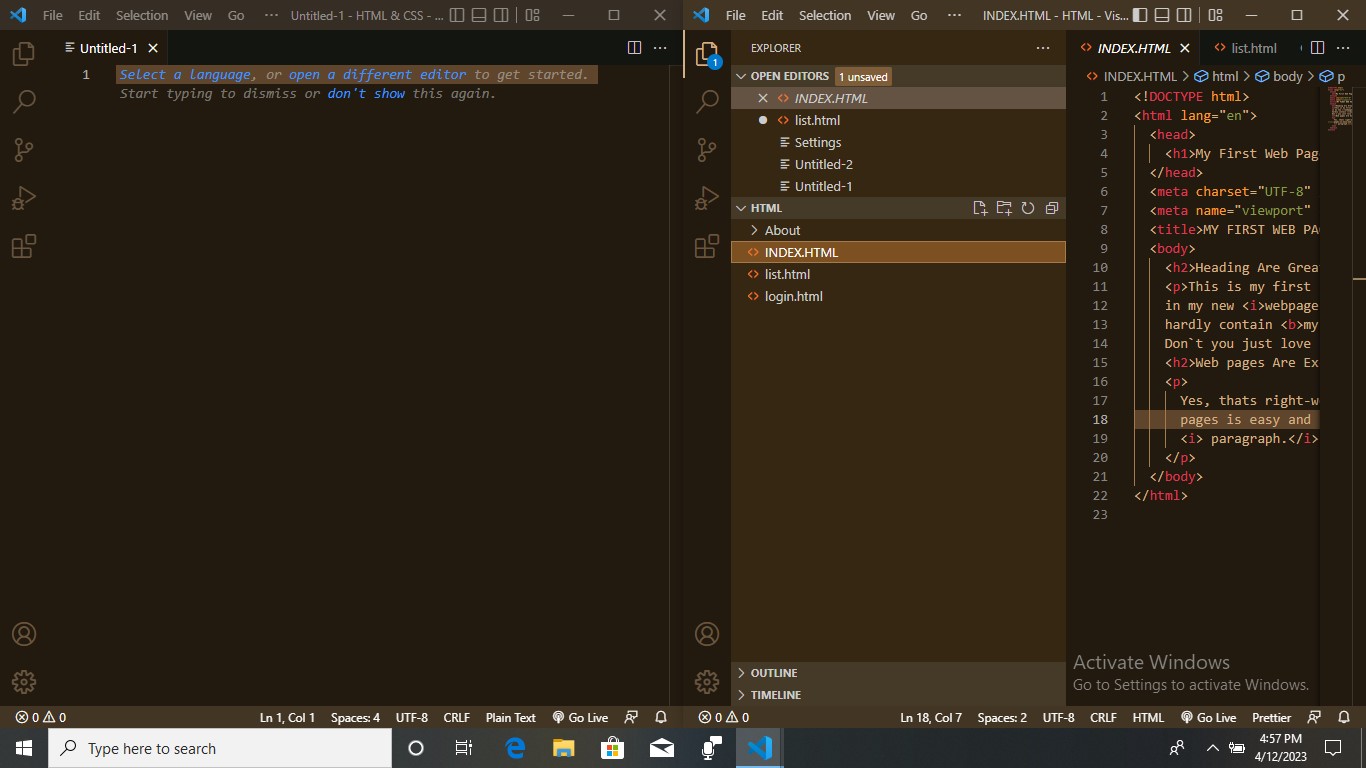 File Edit Selection View Go ··· Untitled-1 - HTML & CSS - ...
Untitled-1
1 Select a language, or open a different editor to get started.
Start typing to dismiss or don't show this again.
0 0 Ln 1, Col 1 Spaces: 4 UTF-8 CRLF Plain Text Go Live
File Edit Selection View Go ··· INDEX.HTML - HTML - Vis...
1
EXPLORER
OPEN EDITORS 1 unsaved
INDEX.HTML
list.html
Settings
Untitled-2
Untitled-1
HTML
About
INDEX.HTML
list.html
login.html
OUTLINE
TIMELINE
INDEX.HTML list.html
INDEX.HTML > html > body > p
1 <!DOCTYPE html>
2 <html lang="en">
3 <head>
4 <h1>My First Web Pag
5 </head>
6 <meta charset="UTF-8"
7 <meta name="viewport"
8 <title>MY FIRST WEB PA
9 <body>
10 <h2>Heading Are Grea
11 <p>This is my first
12 in my new <i>webpage
13 hardly contain <b>my
14 Don`t you just love
15 <h2>Web pages Are Ex
16 <p>
17 Yes, thats right-w
18 pages is easy and
19 <i> paragraph.</i>
20 </p>
21 </body>
22 </html>
23
Activate Windows
Go to Settings to activate Windows.
0 0 Ln 18, Col 7 Spaces: 2 UTF-8 CRLF HTML Go Live Prettier
Type here to search
4:57 PM
4/12/2023